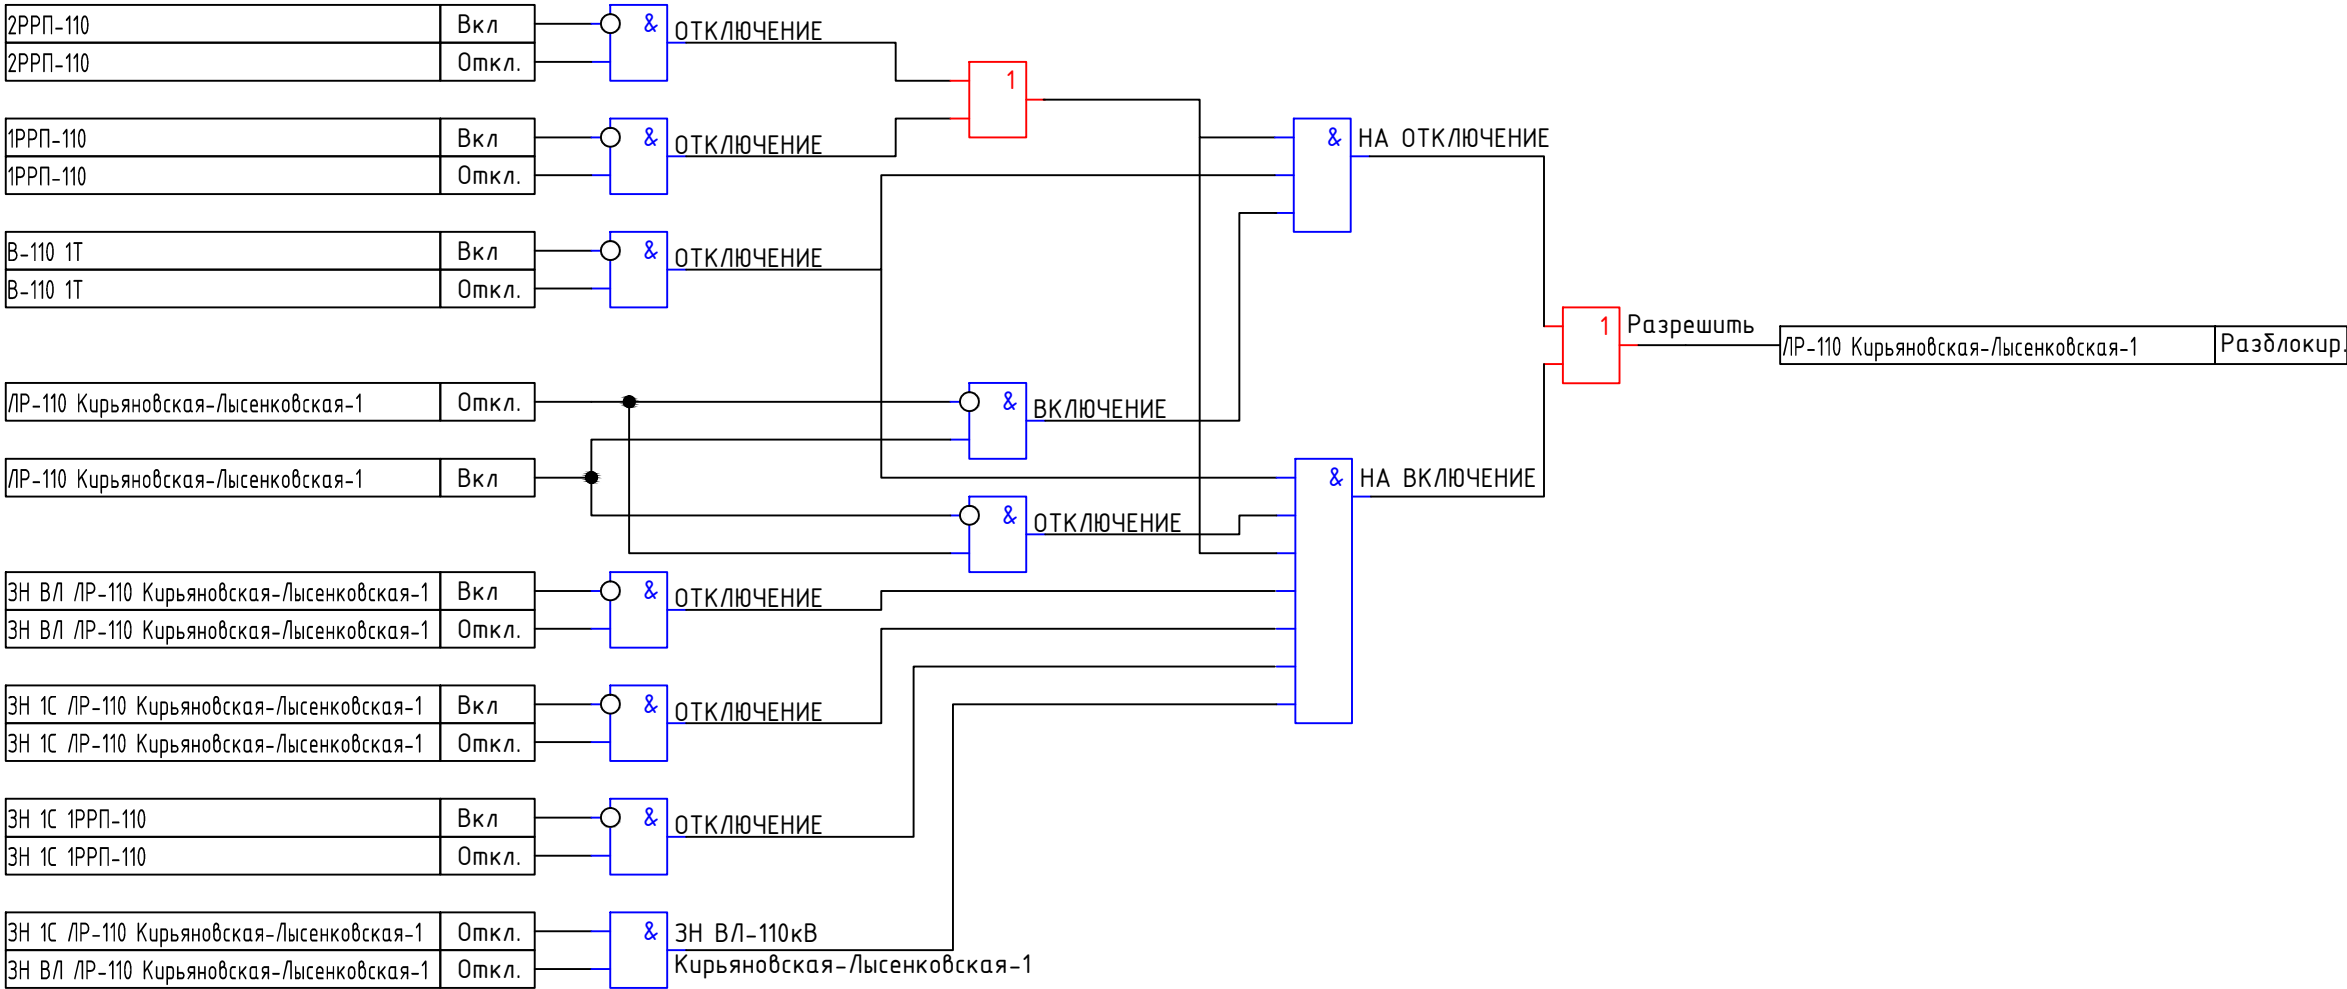 2РРП-110 Вкл & ОТКЛЮЧЕНИЕ
2РРП-110 Откл.
1
1РРП-110 Вкл & ОТКЛЮЧЕНИЕ & НА ОТКЛЮЧЕНИЕ
1РРП-110 Откл.
В-110 1Т Вкл & ОТКЛЮЧЕНИЕ
В-110 1Т Откл.
1 Разрешить
ЛР-110 Кирьяновская-Лысенковская-1 Разблокир.
ЛР-110 Кирьяновская-Лысенковская-1 Откл. & ВКЛЮЧЕНИЕ
ЛР-110 Кирьяновская-Лысенковская-1 Вкл & НА ВКЛЮЧЕНИЕ
& ОТКЛЮЧЕНИЕ
ЗН ВЛ ЛР-110 Кирьяновская-Лысенковская-1 Вкл & ОТКЛЮЧЕНИЕ
ЗН ВЛ ЛР-110 Кирьяновская-Лысенковская-1 Откл.
ЗН 1С ЛР-110 Кирьяновская-Лысенковская-1 Вкл & ОТКЛЮЧЕНИЕ
ЗН 1С ЛР-110 Кирьяновская-Лысенковская-1 Откл.
ЗН 1С 1РРП-110 Вкл & ОТКЛЮЧЕНИЕ
ЗН 1С 1РРП-110 Откл.
ЗН 1С ЛР-110 Кирьяновская-Лысенковская-1 Откл. & ЗН ВЛ-110кВ
ЗН ВЛ ЛР-110 Кирьяновская-Лысенковская-1 Откл. Кирьяновская-Лысенковская-1